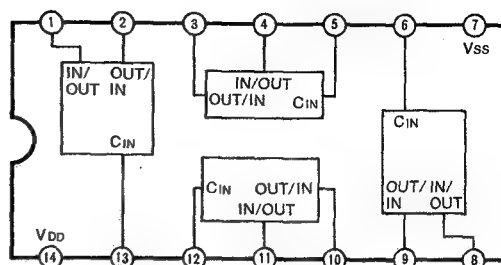 1 2 3 4 5 6 7
VSS
IN/ OUT/
OUT IN
CIN
IN/OUT
OUT/IN CIN
CIN
OUT/ IN/
IN OUT
CIN OUT/IN
IN/OUT
VDD
14 13 12 11 10 9 8